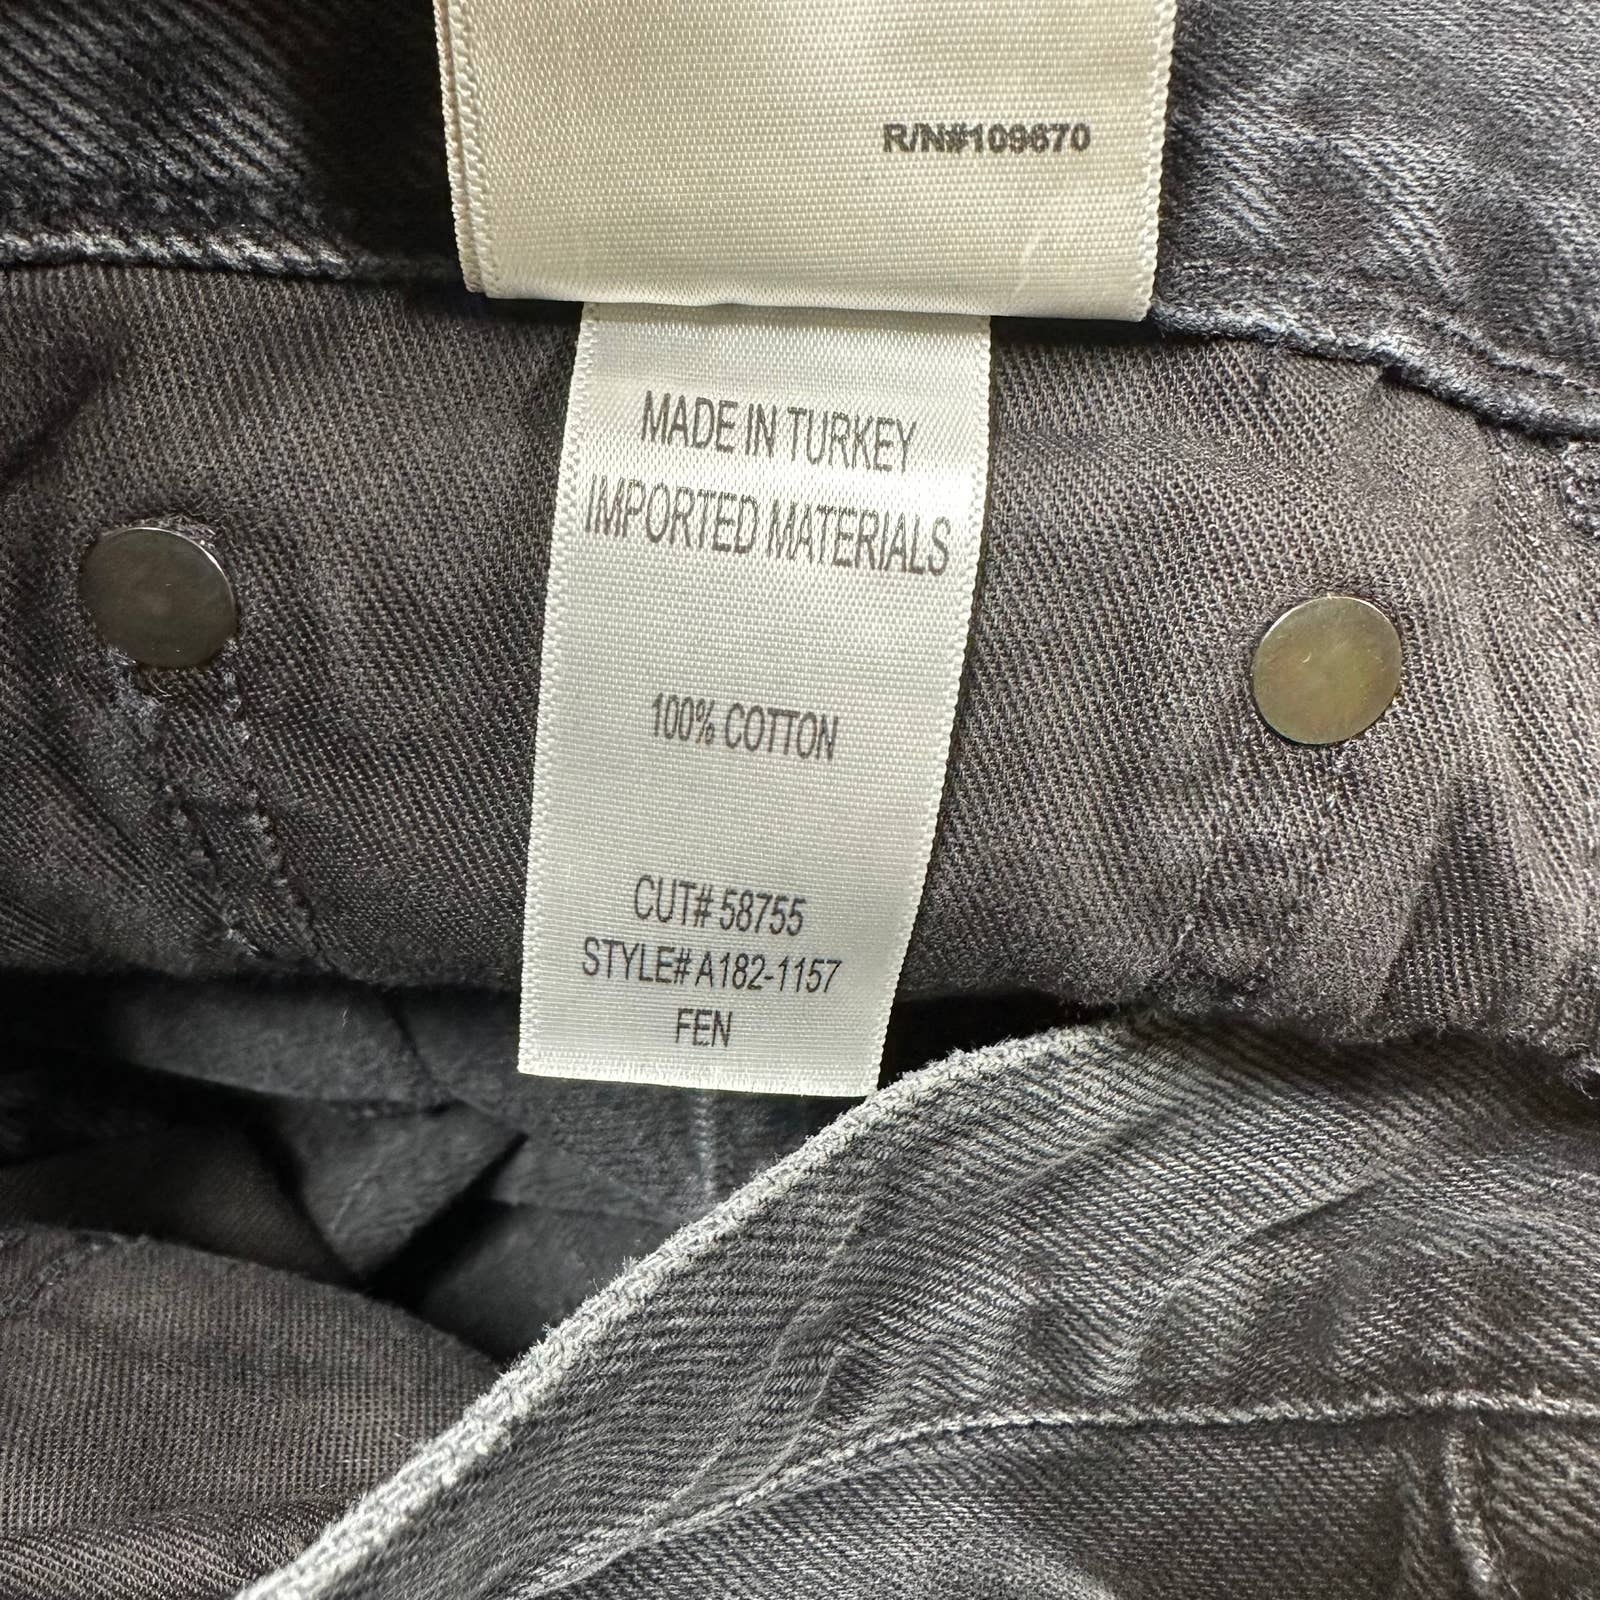 R/N#109670
MADE IN TURKEY
IMPORTED MATERIALS
100% COTTON
CUT# 58755
STYLE# A182-1157
FEN